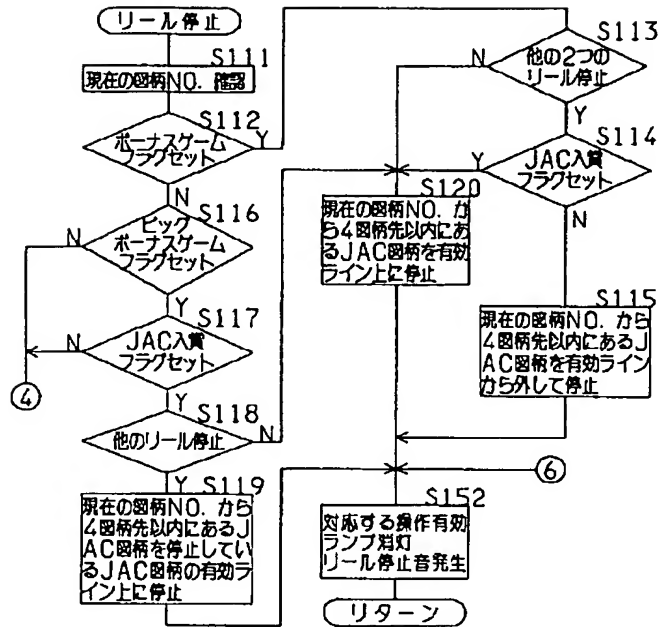 リール停止
S111
現在の図柄NO. 確認
S112
ボーナスゲーム
フラグセット
Y
N
S116
ビッグ
ボーナスゲーム
フラグセット
N
Y
S117
JAC入賞
フラグセット
N
Y
④
S118
他のリール停止
N
Y
S119
現在の図柄NO. から
4図柄先以内にあるJ
AC図柄を停止してい
るJAC図柄の有効ラ
イン上に停止
S113
他の2つの
リール停止
N
Y
S114
JAC入賞
フラグセット
Y
N
S120
現在の図柄NO. か
ら4図柄先以内にあ
るJAC図柄を有効
ライン上に停止
S115
現在の図柄NO. から
4図柄先以内にあるJ
AC図柄を有効ライン
から外して停止
⑥
S152
対応する操作有効
ランプ消灯
リール停止音発生
リターン